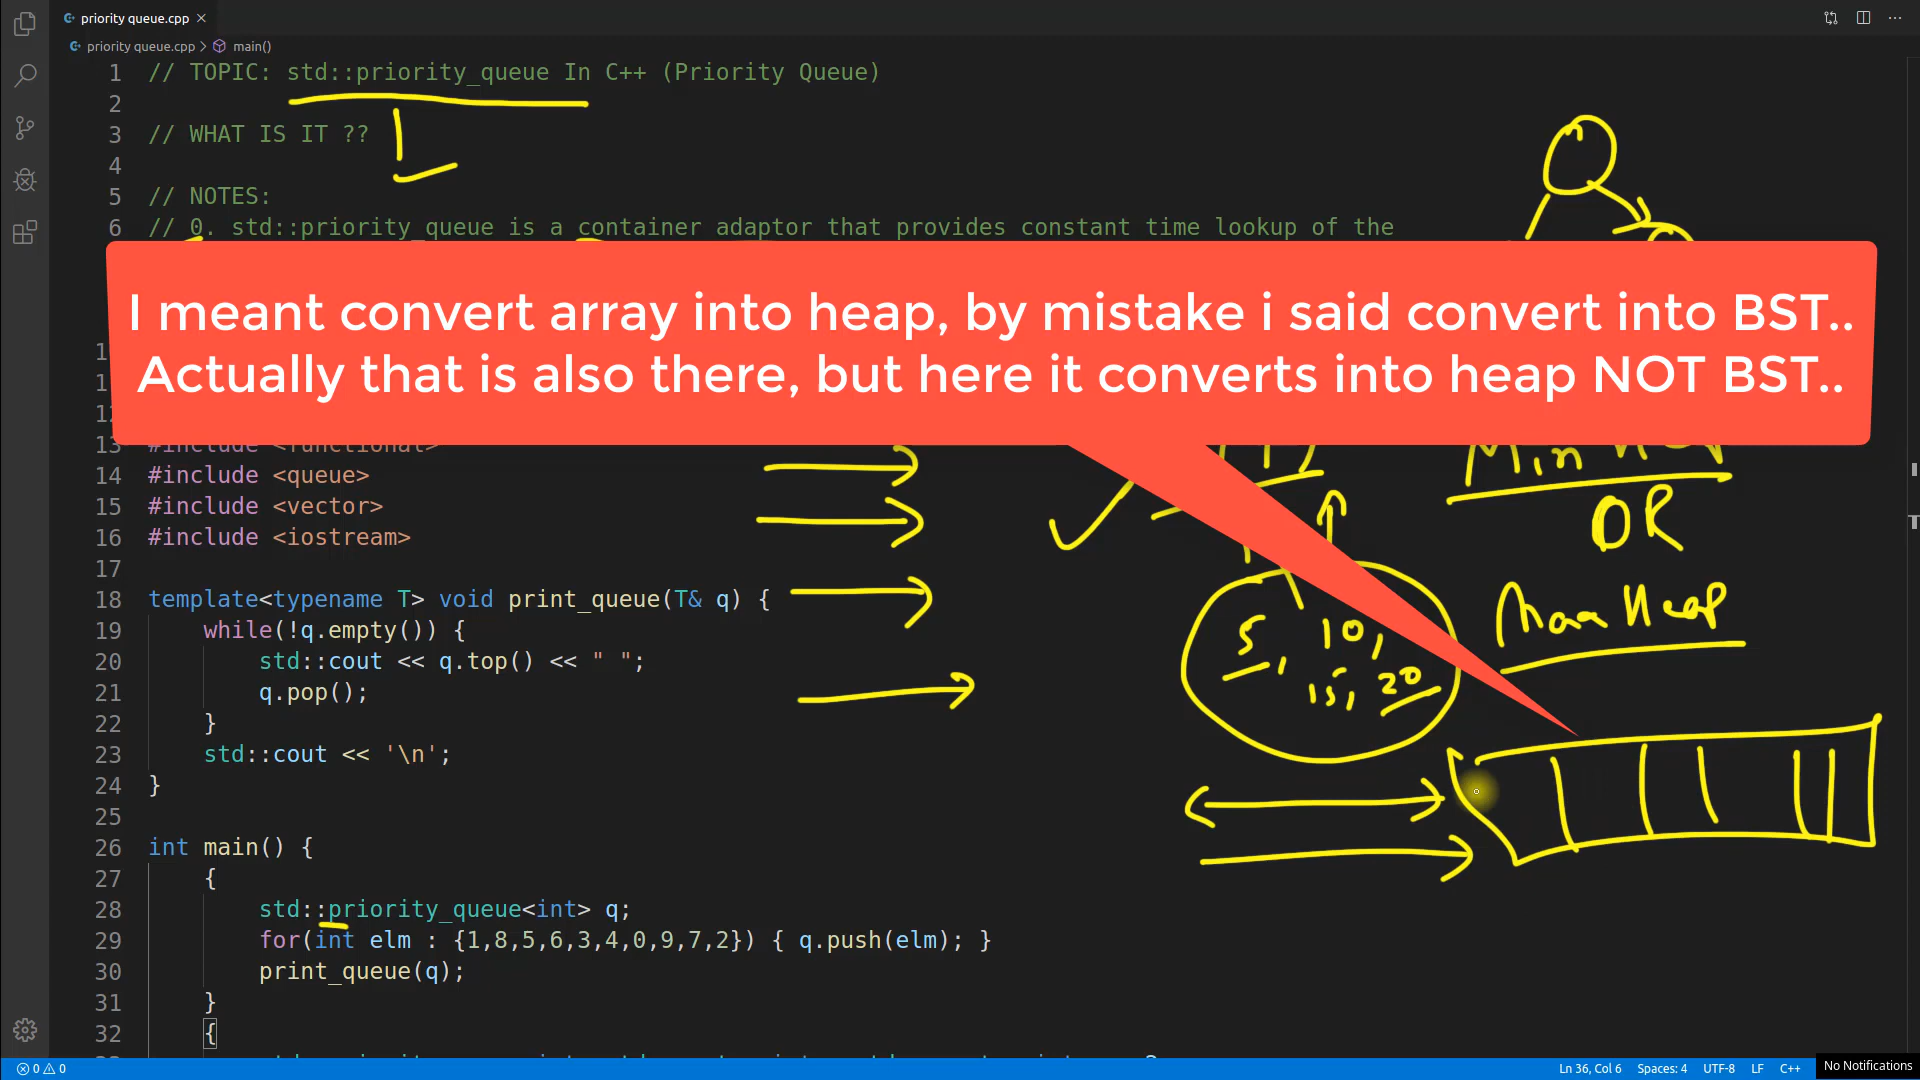 priority queue.cpp
priority queue.cpp > main()
1 // TOPIC: std::priority_queue In C++ (Priority Queue)
2
3 // WHAT IS IT ??
4
5 // NOTES:
6 // 0. std::priority_queue is a container adaptor that provides constant time lookup of the
I meant convert array into heap, by mistake i said convert into BST..
Actually that is also there, but here it converts into heap NOT BST..
13 #include <functional>
14 #include <queue>
15 #include <vector>
16 #include <iostream>
17
18 template<typename T> void print_queue(T& q) {
19 while(!q.empty()) {
20 std::cout << q.top() << " ";
21 q.pop();
22 }
23 std::cout << '\n';
24 }
25
26 int main() {
27 {
28 std::priority_queue<int> q;
29 for(int elm : {1,8,5,6,3,4,0,9,7,2}) { q.push(elm); }
30 print_queue(q);
31 }
32 {
Min
OR
Max Heap
5, 10,
15, 20
0 0
Ln 36, Col 6 Spaces: 4 UTF-8 LF C++ No Notifications